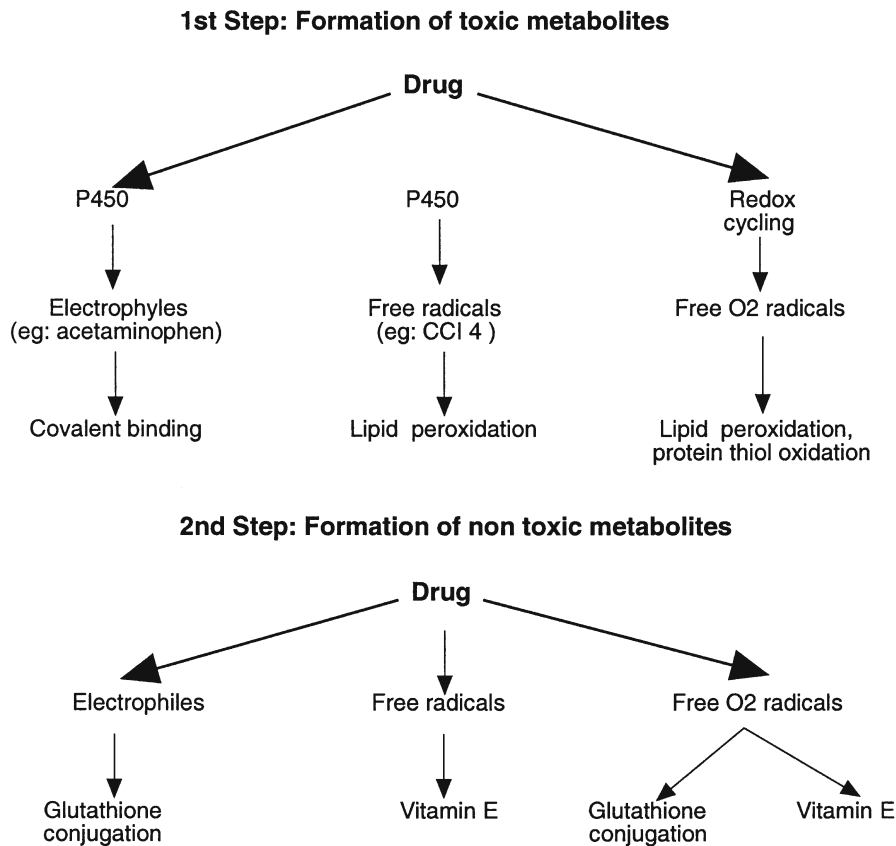 1st Step: Formation of toxic metabolites
Drug
P450
P450
Redox
cycling
Electrophyles
(eg: acetaminophen)
Free radicals
(eg: CCl 4 )
Free O2 radicals
Covalent binding
Lipid peroxidation
Lipid peroxidation,
protein thiol oxidation
2nd Step: Formation of non toxic metabolites
Drug
Electrophiles
Free radicals
Free O2 radicals
Glutathione
conjugation
Vitamin E
Glutathione
conjugation
Vitamin E